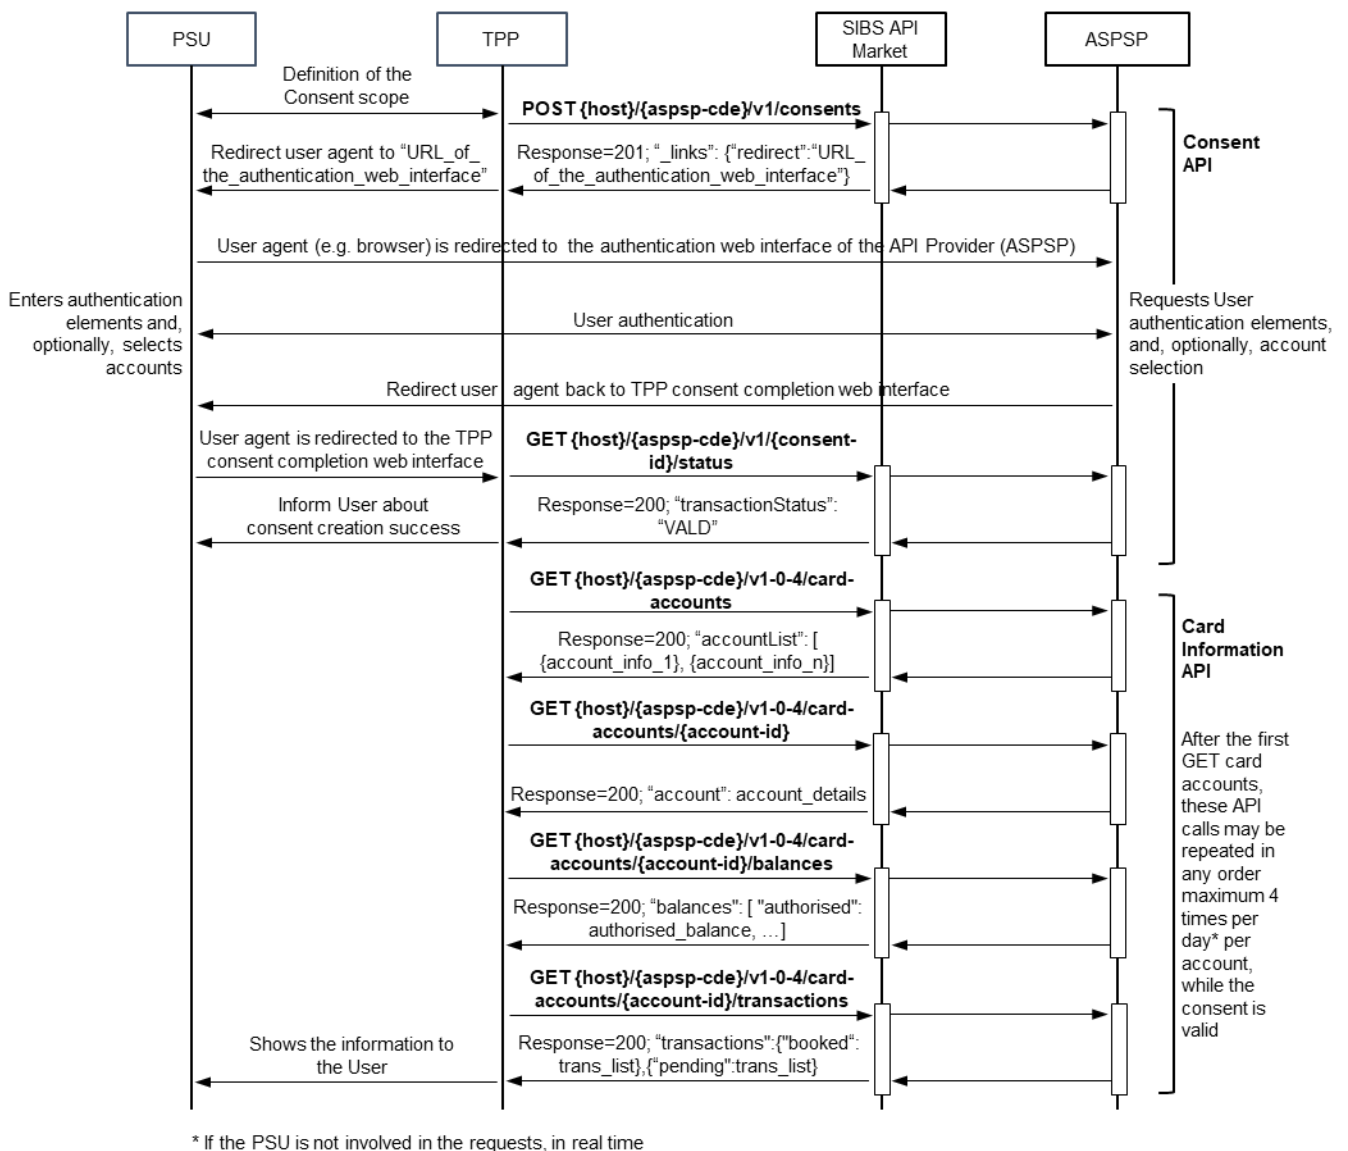 PSU
TPP
SIBS API
Market
ASPSP
Definition of the
Consent scope
POST {host}/{aspsp-cde}/v1/consents
Consent
API
Redirect user agent to “URL_of_
the_authentication_web_interface”
Response=201; “_links”: {“redirect”:“URL_
of_the_authentication_web_interface”}
User agent (e.g. browser) is redirected to the authentication web interface of the API Provider (ASPSP)
Enters authentication
elements and,
optionally, selects
accounts
User authentication
Requests User
authentication elements,
and, optionally, account
selection
Redirect user agent back to TPP consent completion web interface
User agent is redirected to the TPP
consent completion web interface
GET {host}/{aspsp-cde}/v1/{consent-
id}/status
Inform User about
consent creation success
Response=200; “transactionStatus”:
“VALD”
GET {host}/{aspsp-cde}/v1-0-4/card-
accounts
Card
Information
API
Response=200; “accountList”: [
{account_info_1}, {account_info_n}]
GET {host}/{aspsp-cde}/v1-0-4/card-
accounts/{account-id}
After the first
GET card
accounts,
these API
calls may be
repeated in
any order
maximum 4
times per
day* per
account,
while the
consent is
valid
Response=200; “account”: account_details
GET {host}/{aspsp-cde}/v1-0-4/card-
accounts/{account-id}/balances
Response=200; “balances": [ "authorised":
authorised_balance, …]
GET {host}/{aspsp-cde}/v1-0-4/card-
accounts/{account-id}/transactions
Shows the information to
the User
Response=200; “transactions":{"booked“:
trans_list},{“pending":trans_list}
* If the PSU is not involved in the requests, in real time